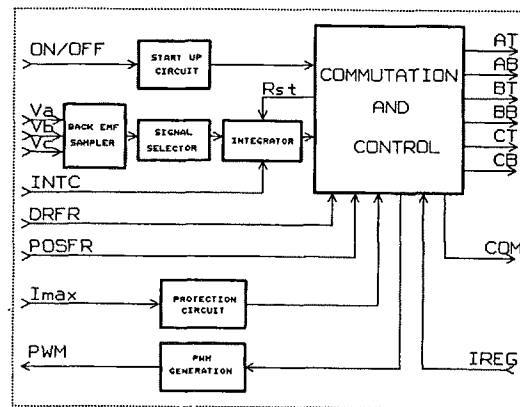 ON/OFF
START UP
CIRCUIT
COMMUTATION
AND
CONTROL
AT
AB
BT
BB
CT
CB
Rst
Va
Vb
Vc
BACK EMF
SAMPLER
SIGNAL
SELECTOR
INTEGRATOR
INTC
DRFR
POSFR
COM
Imax
PROTECTION
CIRCUIT
PWM
PWM
GENERATION
IREG